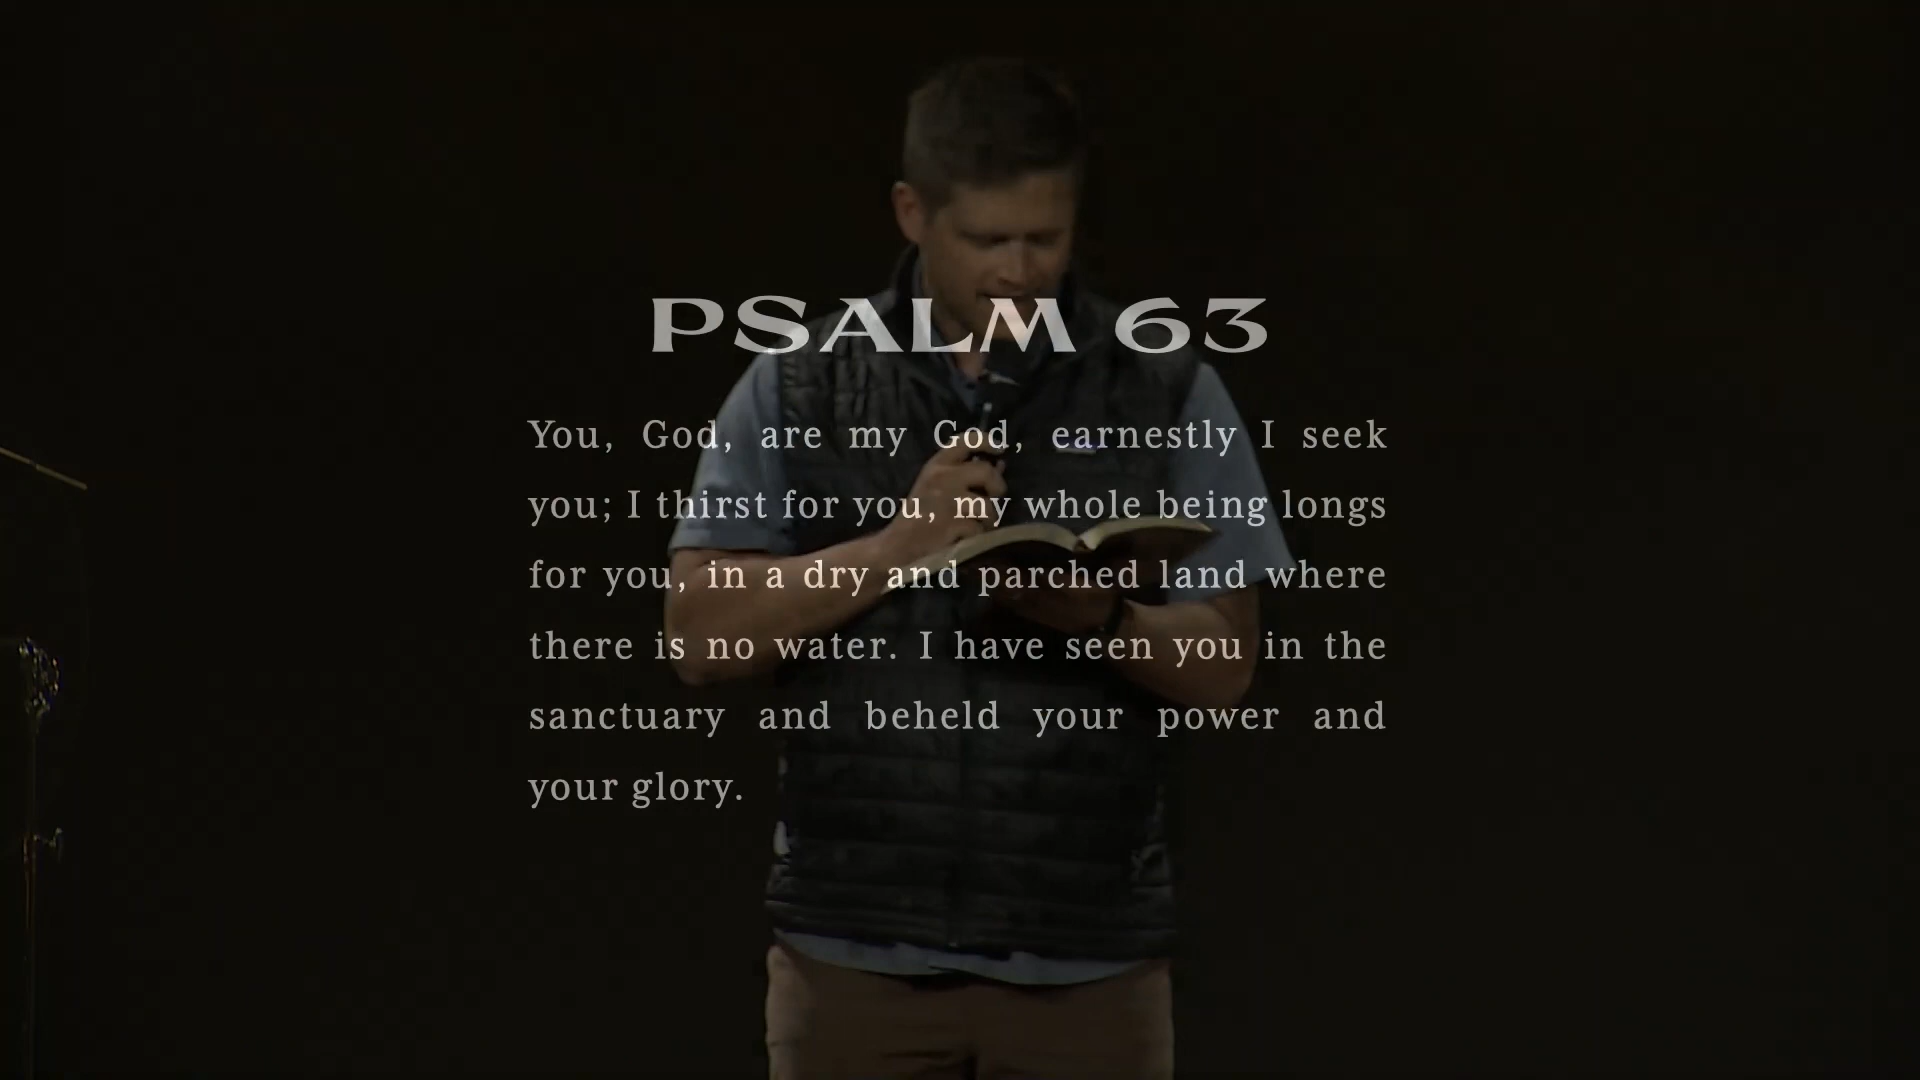 PSALM 63
You, God, are my God, earnestly I seek
you; I thirst for you, my whole being longs
for you, in a dry and parched land where
there is no water. I have seen you in the
sanctuary and beheld your power and
your glory.